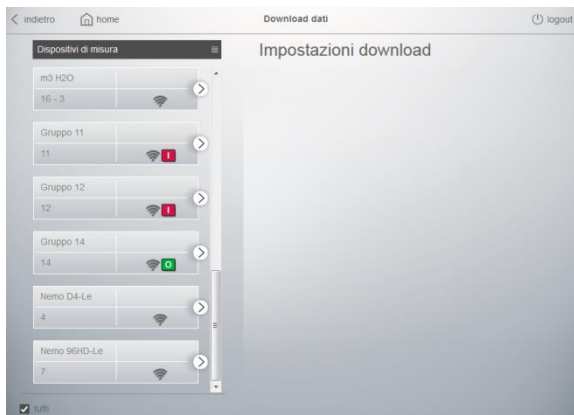 indietro
home
Download dati
logout
Dispositivi di misura
Impostazioni download
m3 H2O
16 - 3
Gruppo 11
11
I
Gruppo 12
12
I
Gruppo 14
14
O
Nemo D4-Le
4
Nemo 96HD-Le
7
tutti